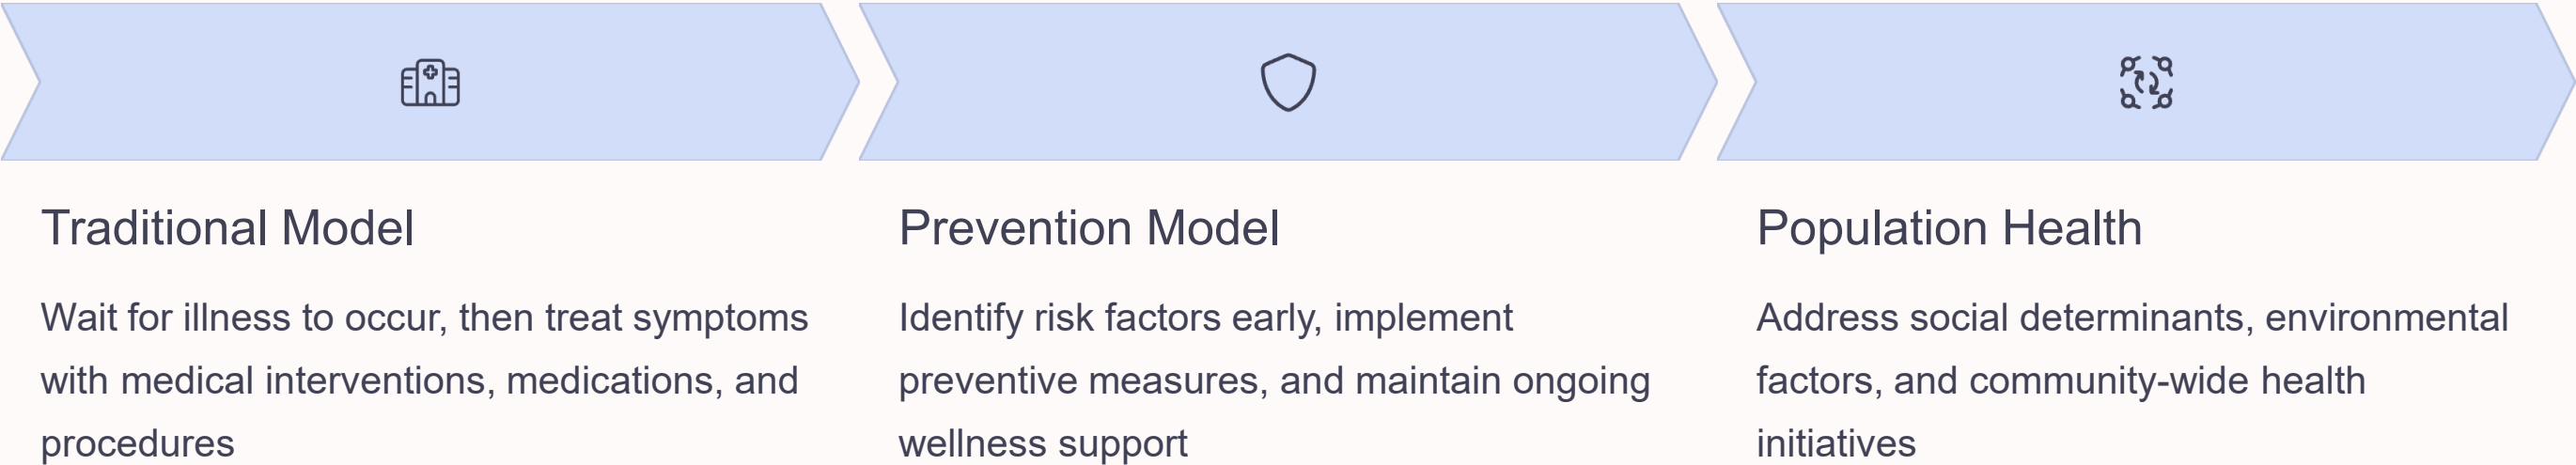 Traditional Model
Wait for illness to occur, then treat symptoms
with medical interventions, medications, and
procedures
Prevention Model
Identify risk factors early, implement
preventive measures, and maintain ongoing
wellness support
Population Health
Address social determinants, environmental
factors, and community-wide health
initiatives